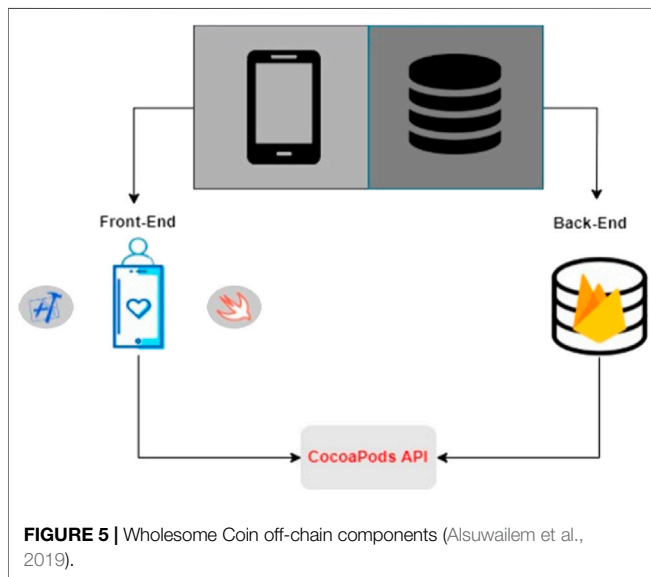 Front-End
Back-End
CocoaPods API
FIGURE 5 | Wholesome Coin off-chain components (Alsuwailem et al.,
2019).